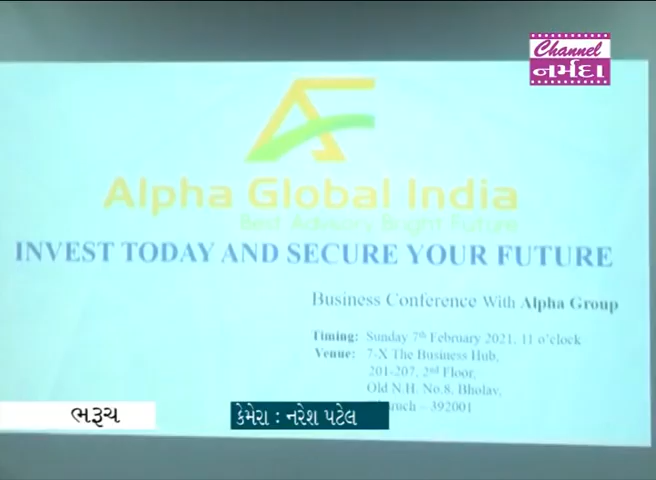 Channel
નર્મદા
Alpha Global India
Best Advisory Bright Future
INVEST TODAY AND SECURE YOUR FUTURE
Business Conference With Alpha Group
Timing: Sunday 7th February 2021, 11 o'clock
Venue: 7-X The Business Hub,
201-207, 2nd Floor,
Old N.H. No.8, Bholav,
ruch – 392001
ભરૂચ
કેમેરા : નરેશ પટેલ